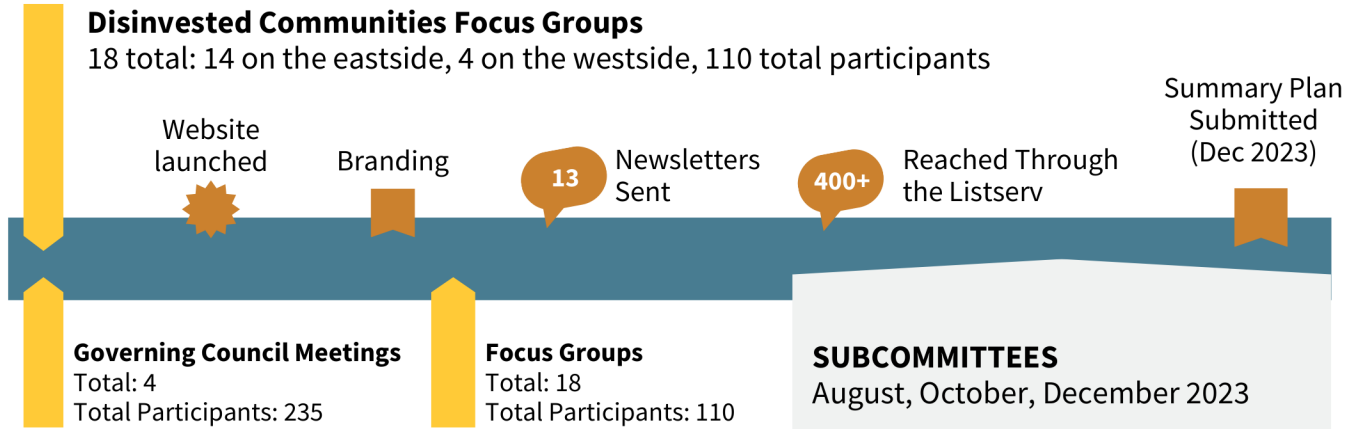 Disinvested Communities Focus Groups
18 total: 14 on the eastside, 4 on the westside, 110 total participants
Website
launched
Branding
13
Newsletters
Sent
400+
Reached Through
the Listserv
Summary Plan
Submitted
(Dec 2023)
Governing Council Meetings
Total: 4
Total Participants: 235
Focus Groups
Total: 18
Total Participants: 110
SUBCOMMITTEES
August, October, December 2023